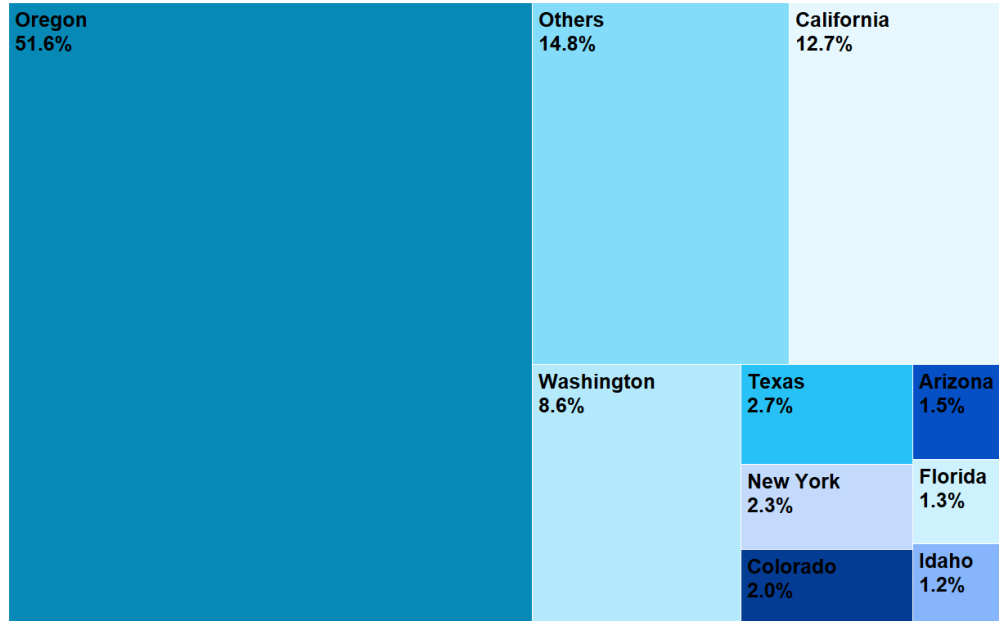 Oregon
51.6%
Others
14.8%
California
12.7%
Washington
8.6%
Texas
2.7%
New York
2.3%
Colorado
2.0%
Arizona
1.5%
Florida
1.3%
Idaho
1.2%